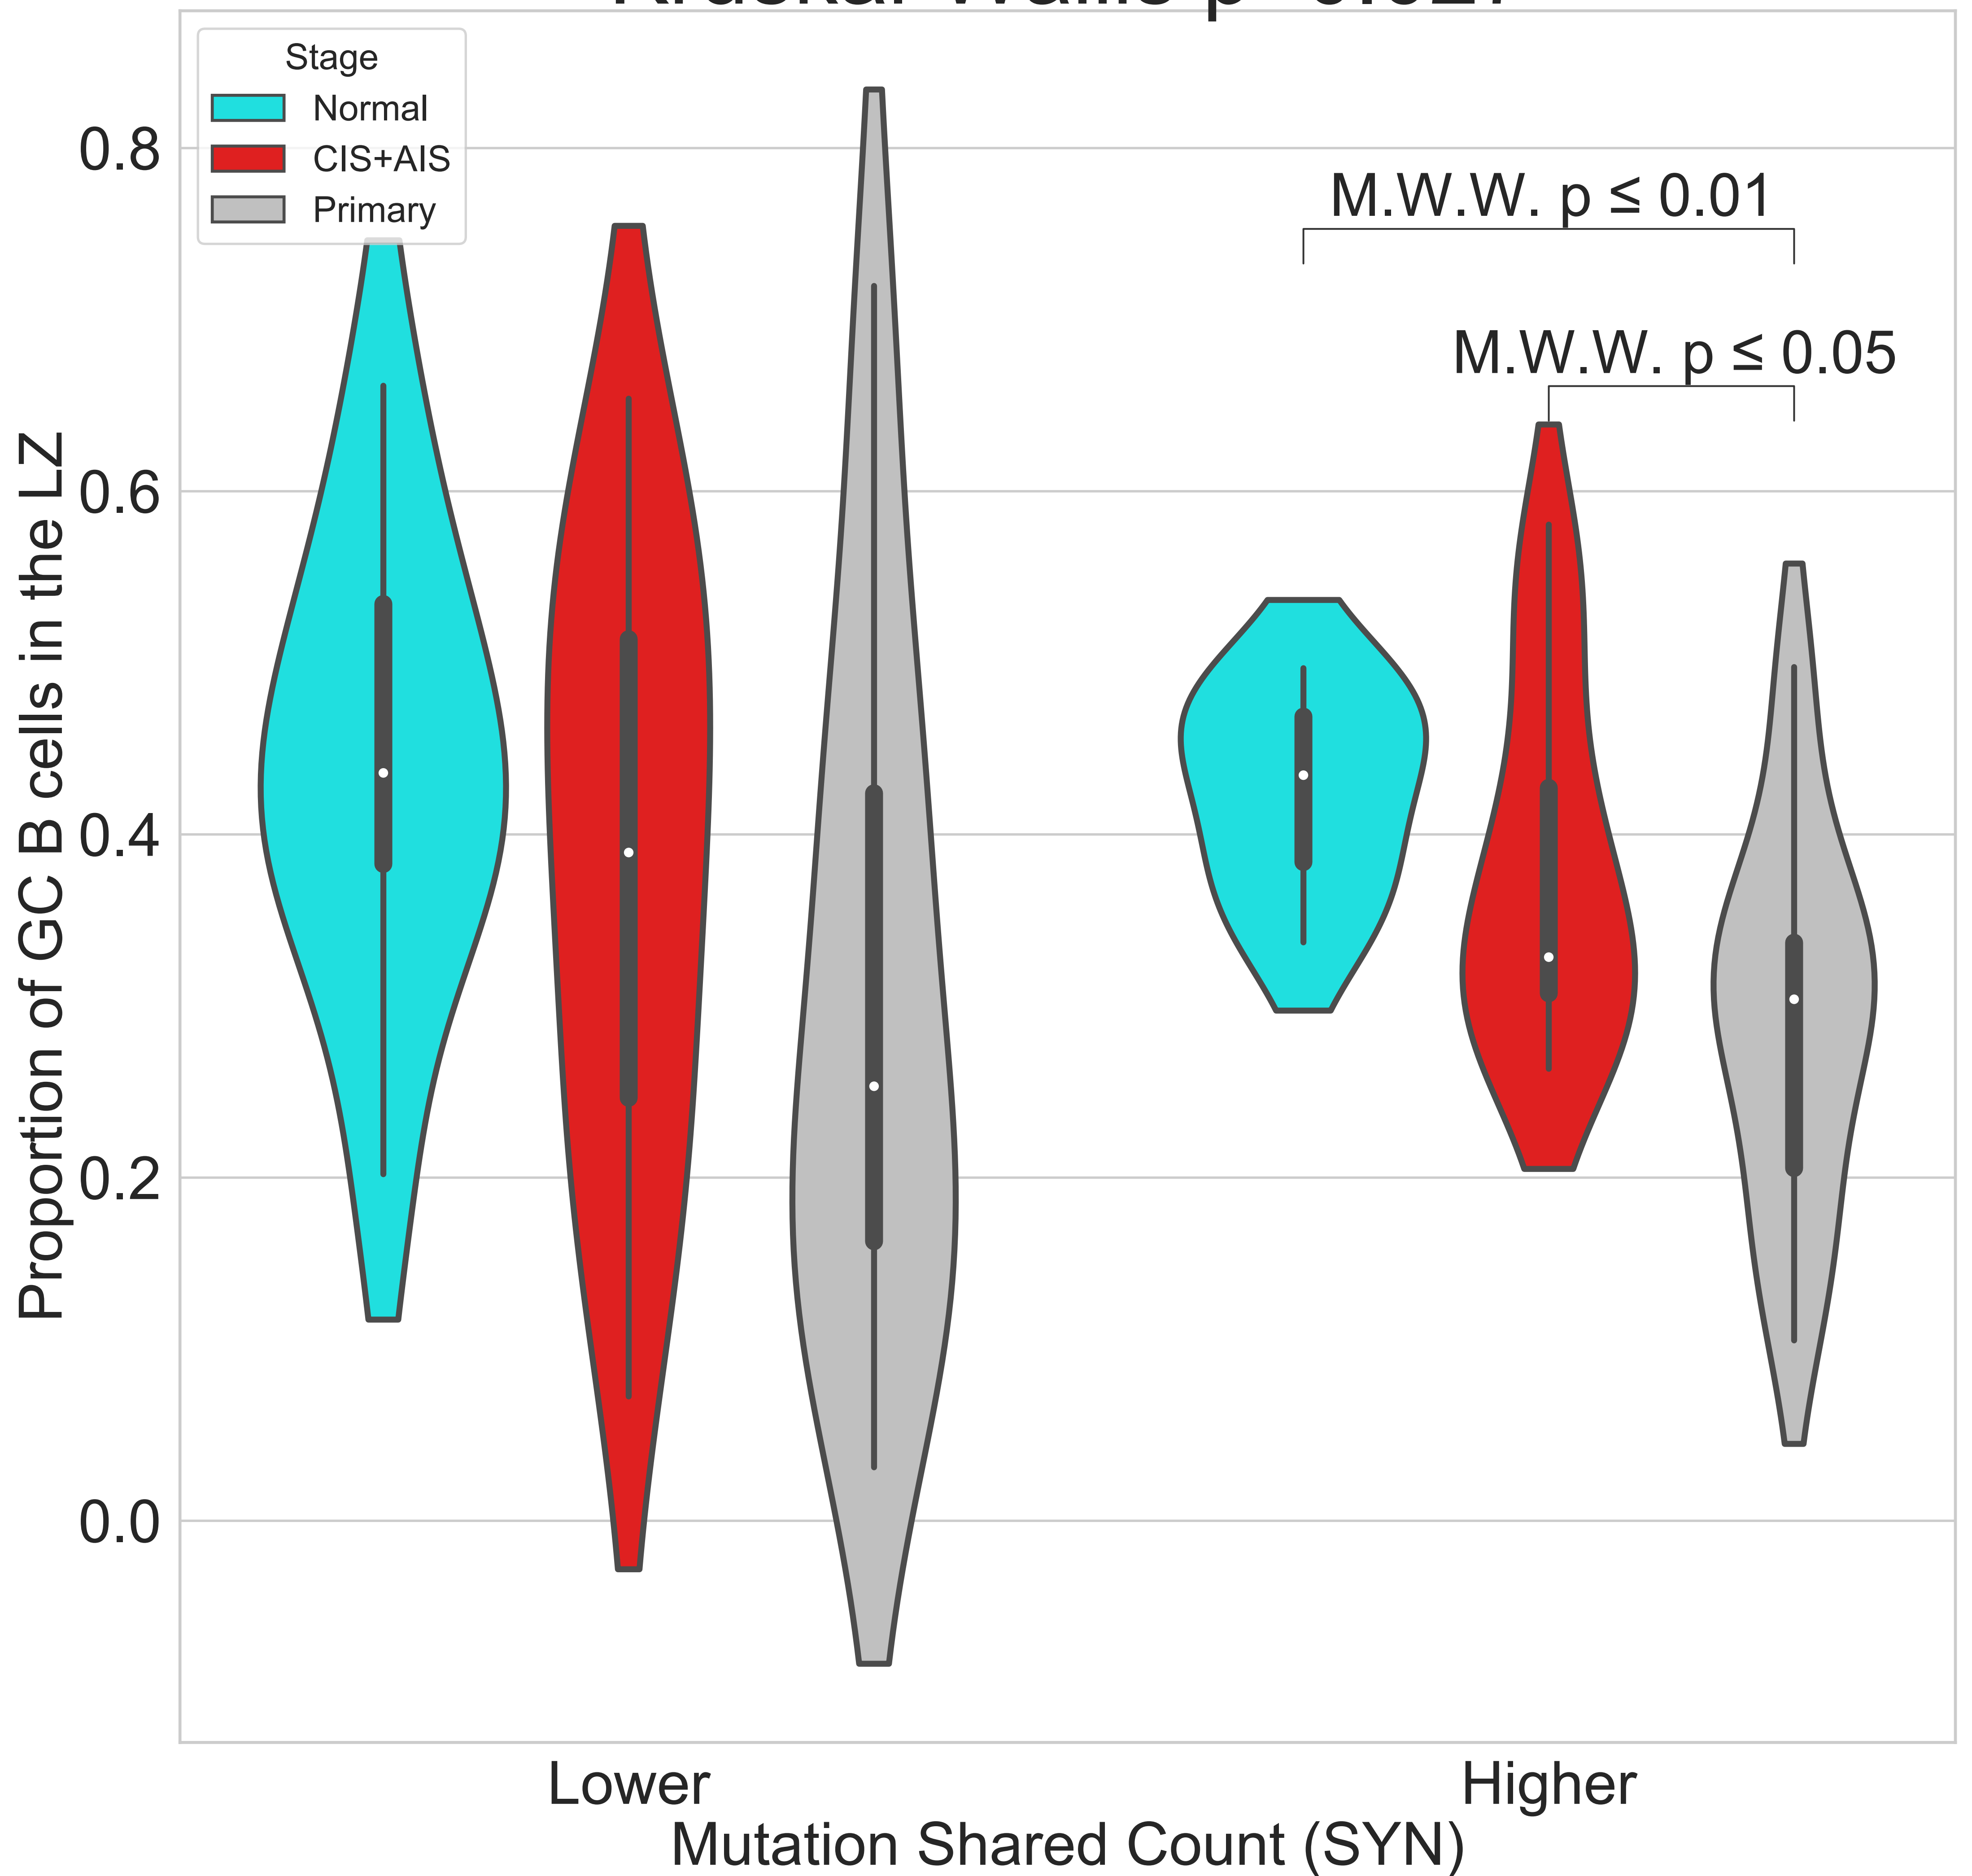 Stage
Normal
CIS+AIS
Primary
0.8
0.6
0.4
0.2
0.0
Proportion of GC B cells in the LZ
M.W.W. p ≤ 0.01
M.W.W. p ≤ 0.05
Lower
Higher
Mutation Shared Count (SYN)